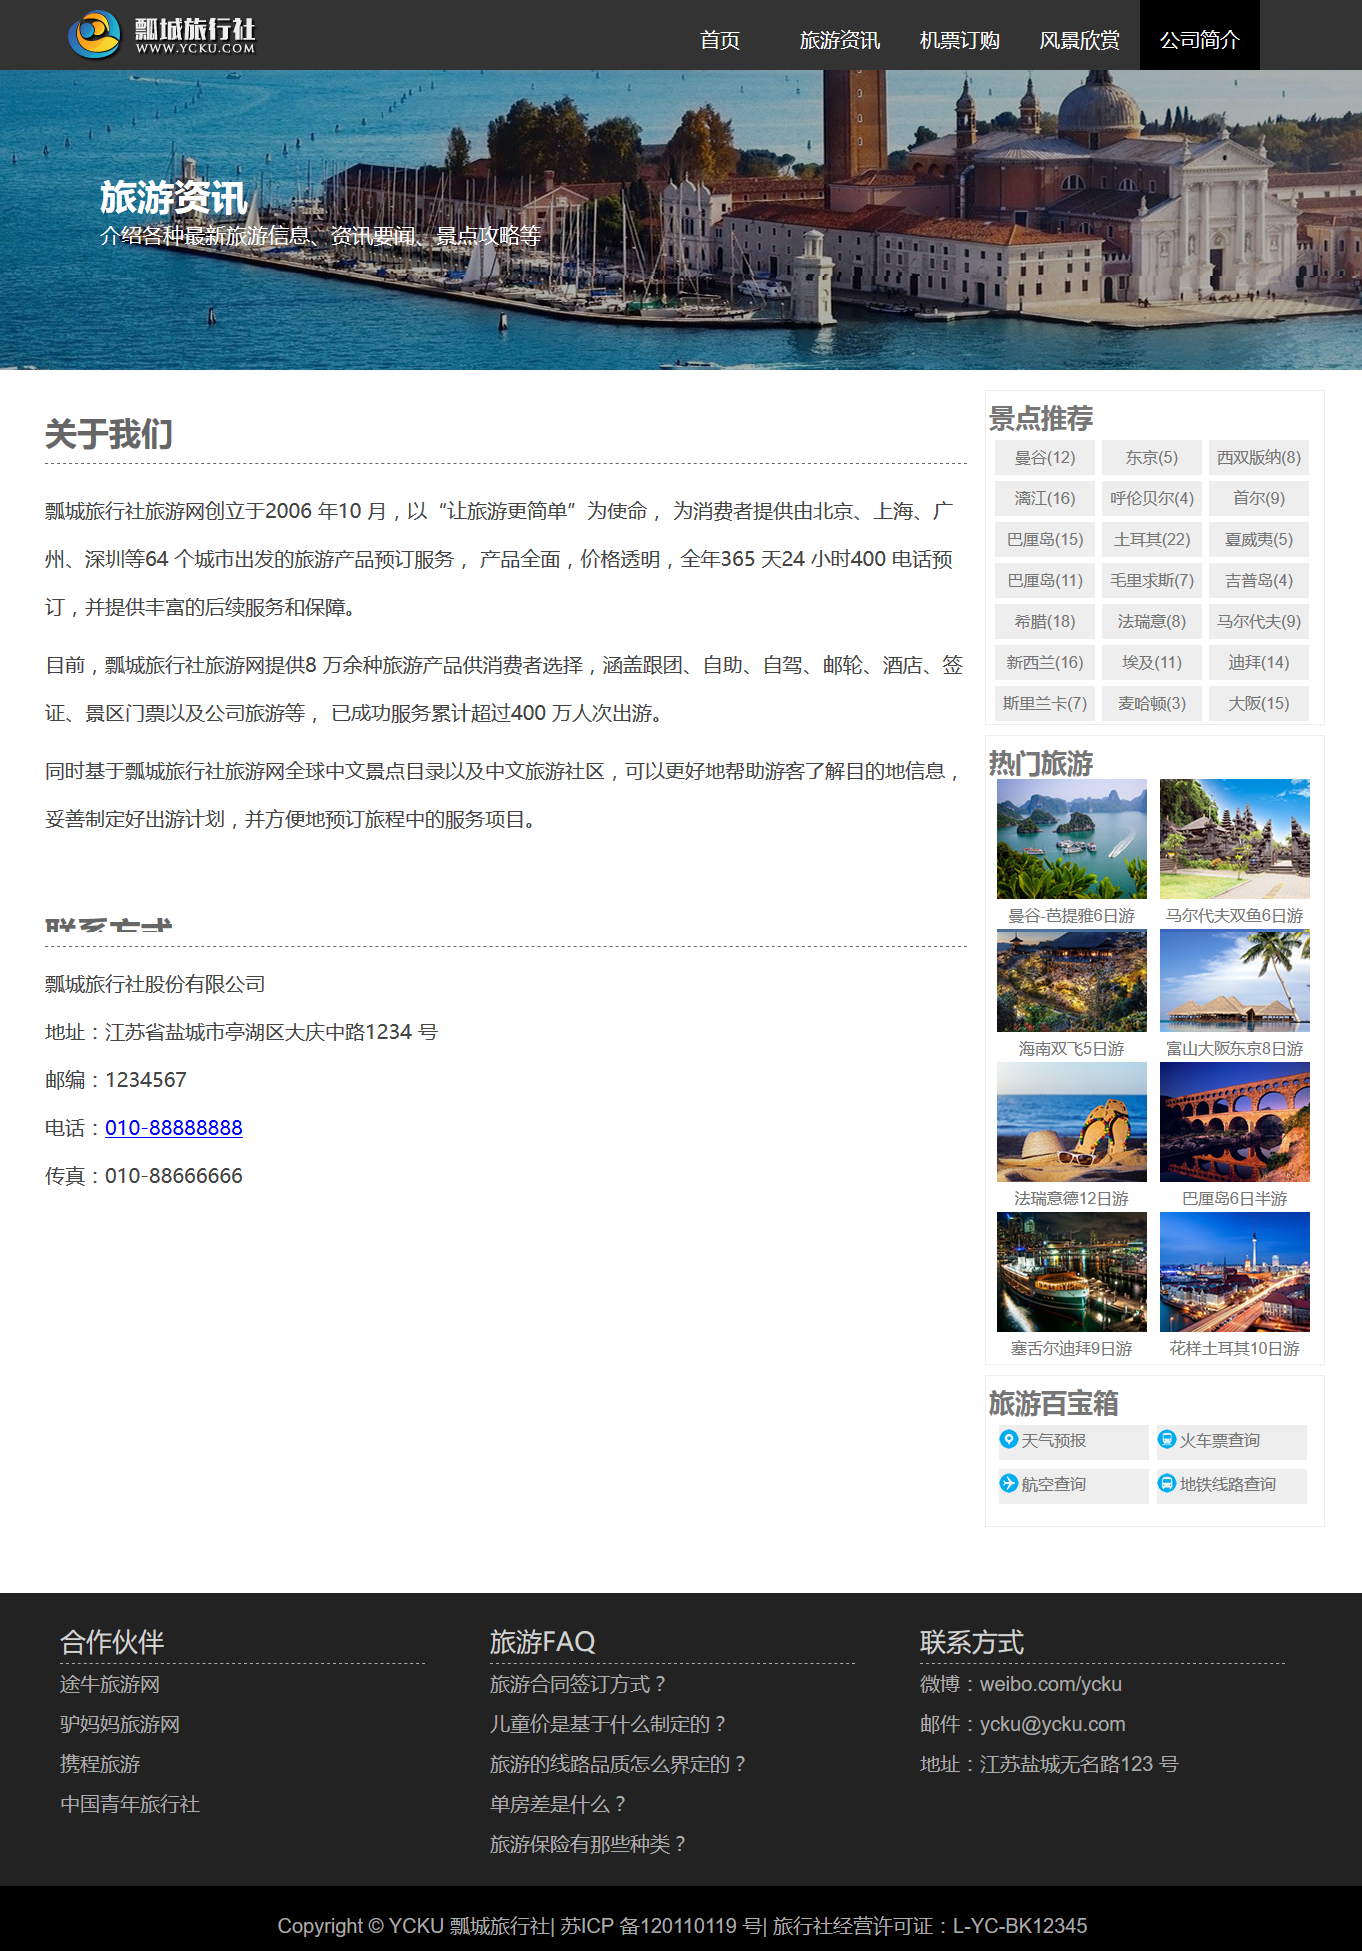 瓢城旅行社
WWW.YCKU.COM
首页 旅游资讯 机票订购 风景欣赏 公司简介
旅游资讯
介绍各种最新旅游信息、资讯要闻、景点攻略等
关于我们
瓢城旅行社旅游网创立于2006 年10 月，以“让旅游更简单”为使命， 为消费者提供由北京、上海、广
州、深圳等64 个城市出发的旅游产品预订服务， 产品全面，价格透明，全年365 天24 小时400 电话预
订，并提供丰富的后续服务和保障。
目前，瓢城旅行社旅游网提供8 万余种旅游产品供消费者选择，涵盖跟团、自助、自驾、邮轮、酒店、签
证、景区门票以及公司旅游等， 已成功服务累计超过400 万人次出游。
同时基于瓢城旅行社旅游网全球中文景点目录以及中文旅游社区，可以更好地帮助游客了解目的地信息，
妥善制定好出游计划，并方便地预订旅程中的服务项目。
联系方式
瓢城旅行社股份有限公司
地址：江苏省盐城市亭湖区大庆中路1234 号
邮编：1234567
电话：010-88888888
传真：010-88666666
景点推荐
曼谷(12) 东京(5) 西双版纳(8)
漓江(16) 呼伦贝尔(4) 首尔(9)
巴厘岛(15) 土耳其(22) 夏威夷(5)
巴厘岛(11) 毛里求斯(7) 吉普岛(4)
希腊(18) 法瑞意(8) 马尔代夫(9)
新西兰(16) 埃及(11) 迪拜(14)
斯里兰卡(7) 麦哈顿(3) 大阪(15)
热门旅游
曼谷-芭提雅6日游 马尔代夫双鱼6日游
海南双飞5日游 富山大阪东京8日游
法瑞意德12日游 巴厘岛6日半游
塞舌尔迪拜9日游 花样土耳其10日游
旅游百宝箱
天气预报 火车票查询
航空查询 地铁线路查询
合作伙伴
途牛旅游网
驴妈妈旅游网
携程旅游
中国青年旅行社
旅游FAQ
旅游合同签订方式？
儿童价是基于什么制定的？
旅游的线路品质怎么界定的？
单房差是什么？
旅游保险有那些种类？
联系方式
微博：weibo.com/ycku
邮件：ycku@ycku.com
地址：江苏盐城无名路123 号
Copyright © YCKU 瓢城旅行社| 苏ICP 备120110119 号| 旅行社经营许可证：L-YC-BK12345